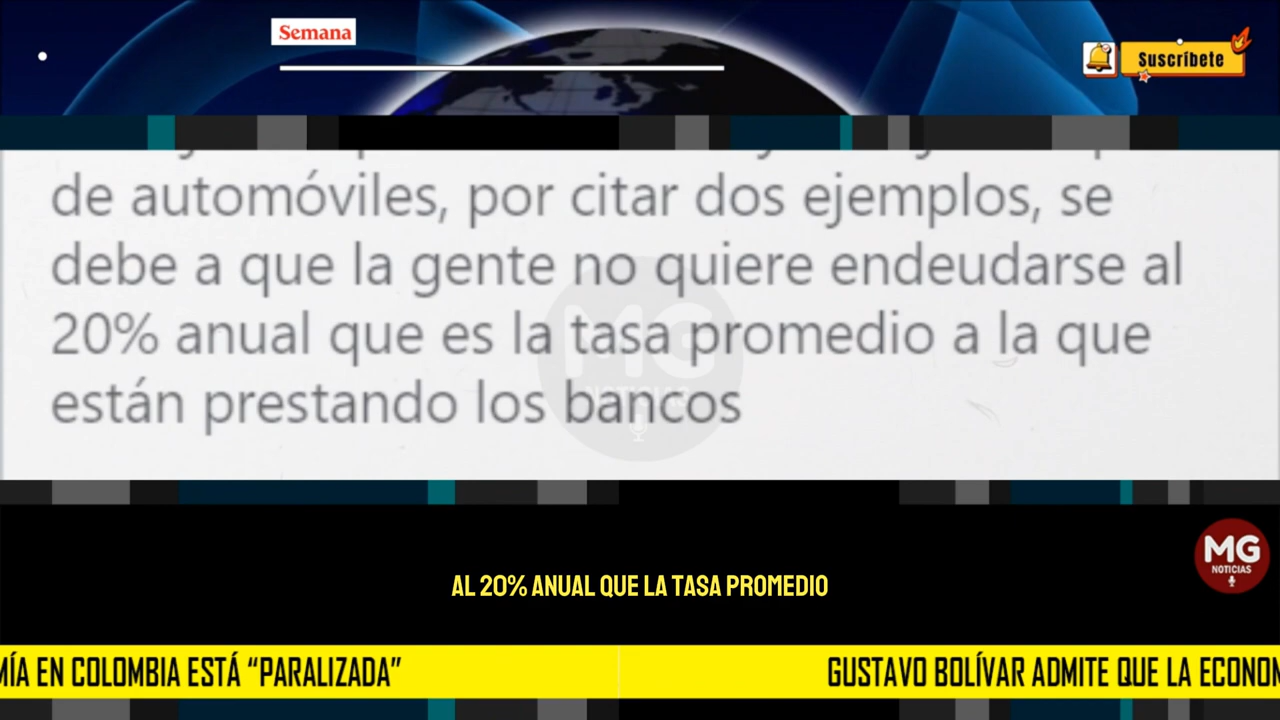 Semana
Suscríbete
de automóviles, por citar dos ejemplos, se
debe a que la gente no quiere endeudarse al
20% anual que es la tasa promedio a la que
están prestando los bancos
MG
NOTICIAS
AL 20% ANUAL QUE LA TASA PROMEDIO
MG
NOTICIAS
MÍA EN COLOMBIA ESTÁ “PARALIZADA”
GUSTAVO BOLÍVAR ADMITE QUE LA ECONOM